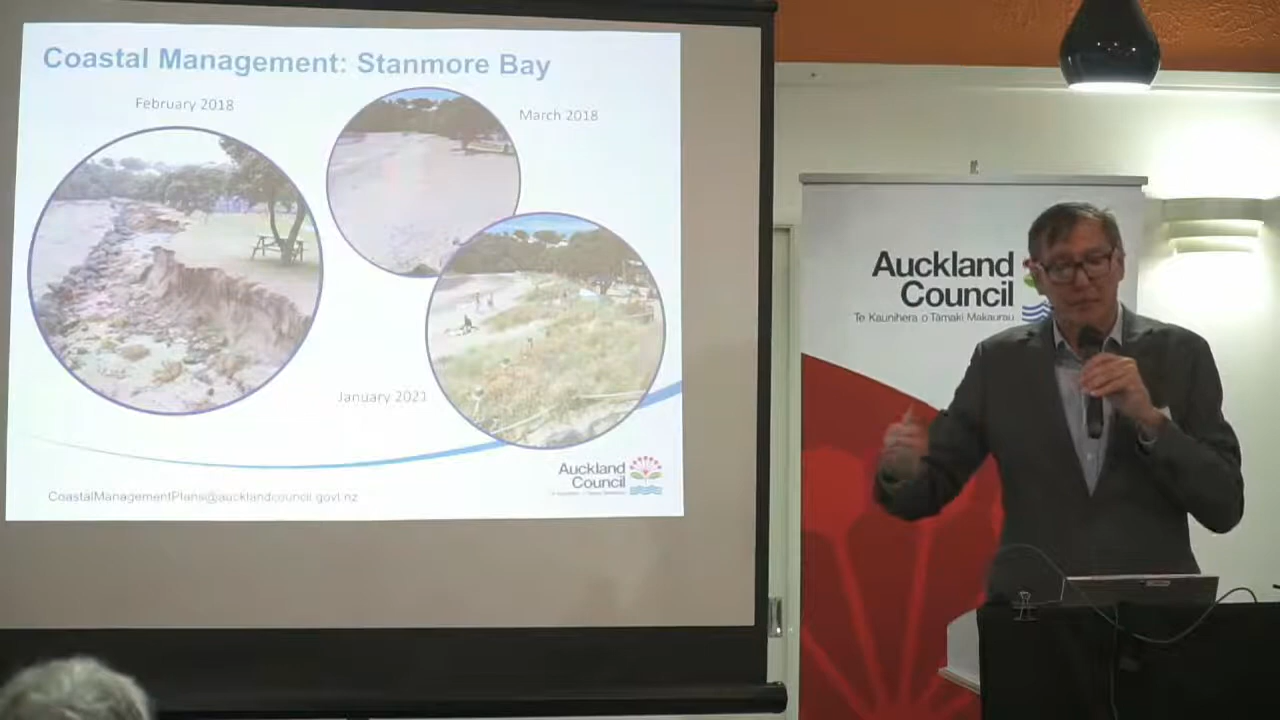 Coastal Management: Stanmore Bay
February 2018
March 2018
January 2021
Auckland
Council
CoastalManagementPlans@aucklandcouncil.govt.nz
Auckland
Council
Te Kaunihera o Tāmaki Makaurau